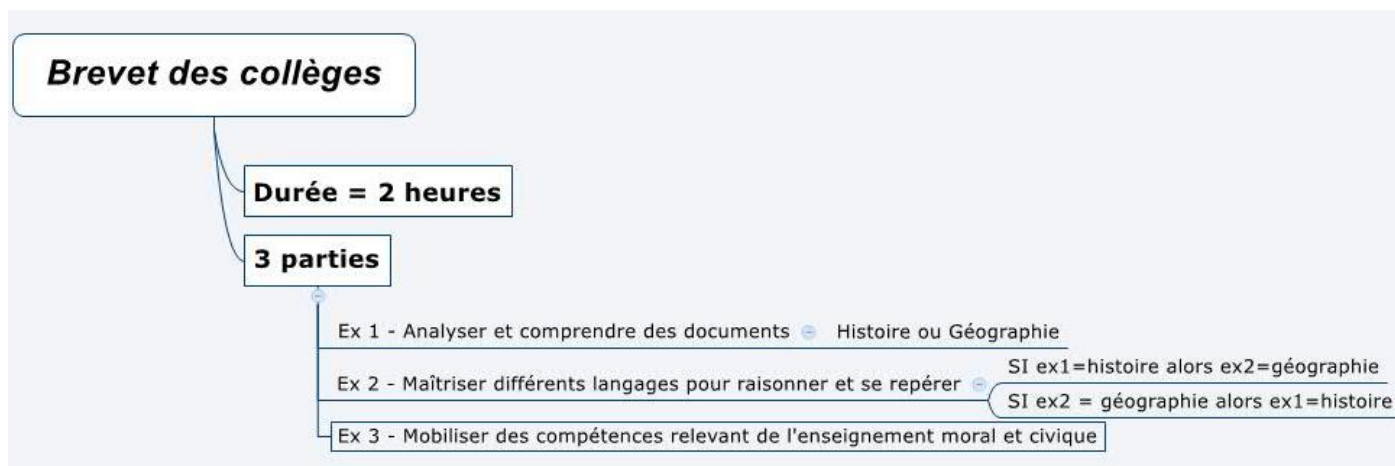 Brevet des collèges
Durée = 2 heures
3 parties
Ex 1 - Analyser et comprendre des documents Histoire ou Géographie
Ex 2 - Maîtriser différents langages pour raisonner et se repérer
SI ex1=histoire alors ex2=géographie
SI ex2 = géographie alors ex1=histoire
Ex 3 - Mobiliser des compétences relevant de l'enseignement moral et civique